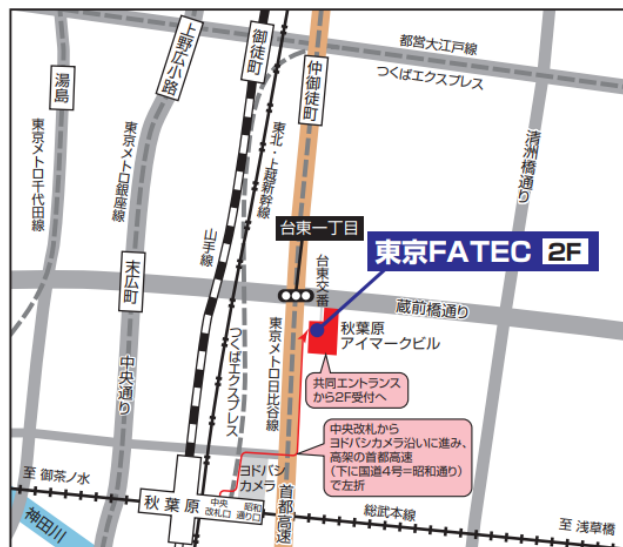 都営大江戸線
つくばエクスプレス
上野広小路
御徒町
仲御徒町
湯島
清洲橋通り
東京メトロ千代田線
東京メトロ銀座線
東北・上越新幹線
山手線
台東一丁目
東京FATEC 2F
末広町
台東交番
蔵前橋通り
秋葉原
アイマークビル
つくばエクスプレス
東京メトロ日比谷線
中央通り
共同エントランス
から2F受付へ
中央改札から
ヨドバシカメラ沿いに進み、
高架の首都高速
(下に国道4号=昭和通り)
で左折
ヨドバシ
カメラ
首都高速
至 御茶ノ水
秋葉原
中央
改札口
昭和
通り口
総武本線
至 浅草橋
神田川